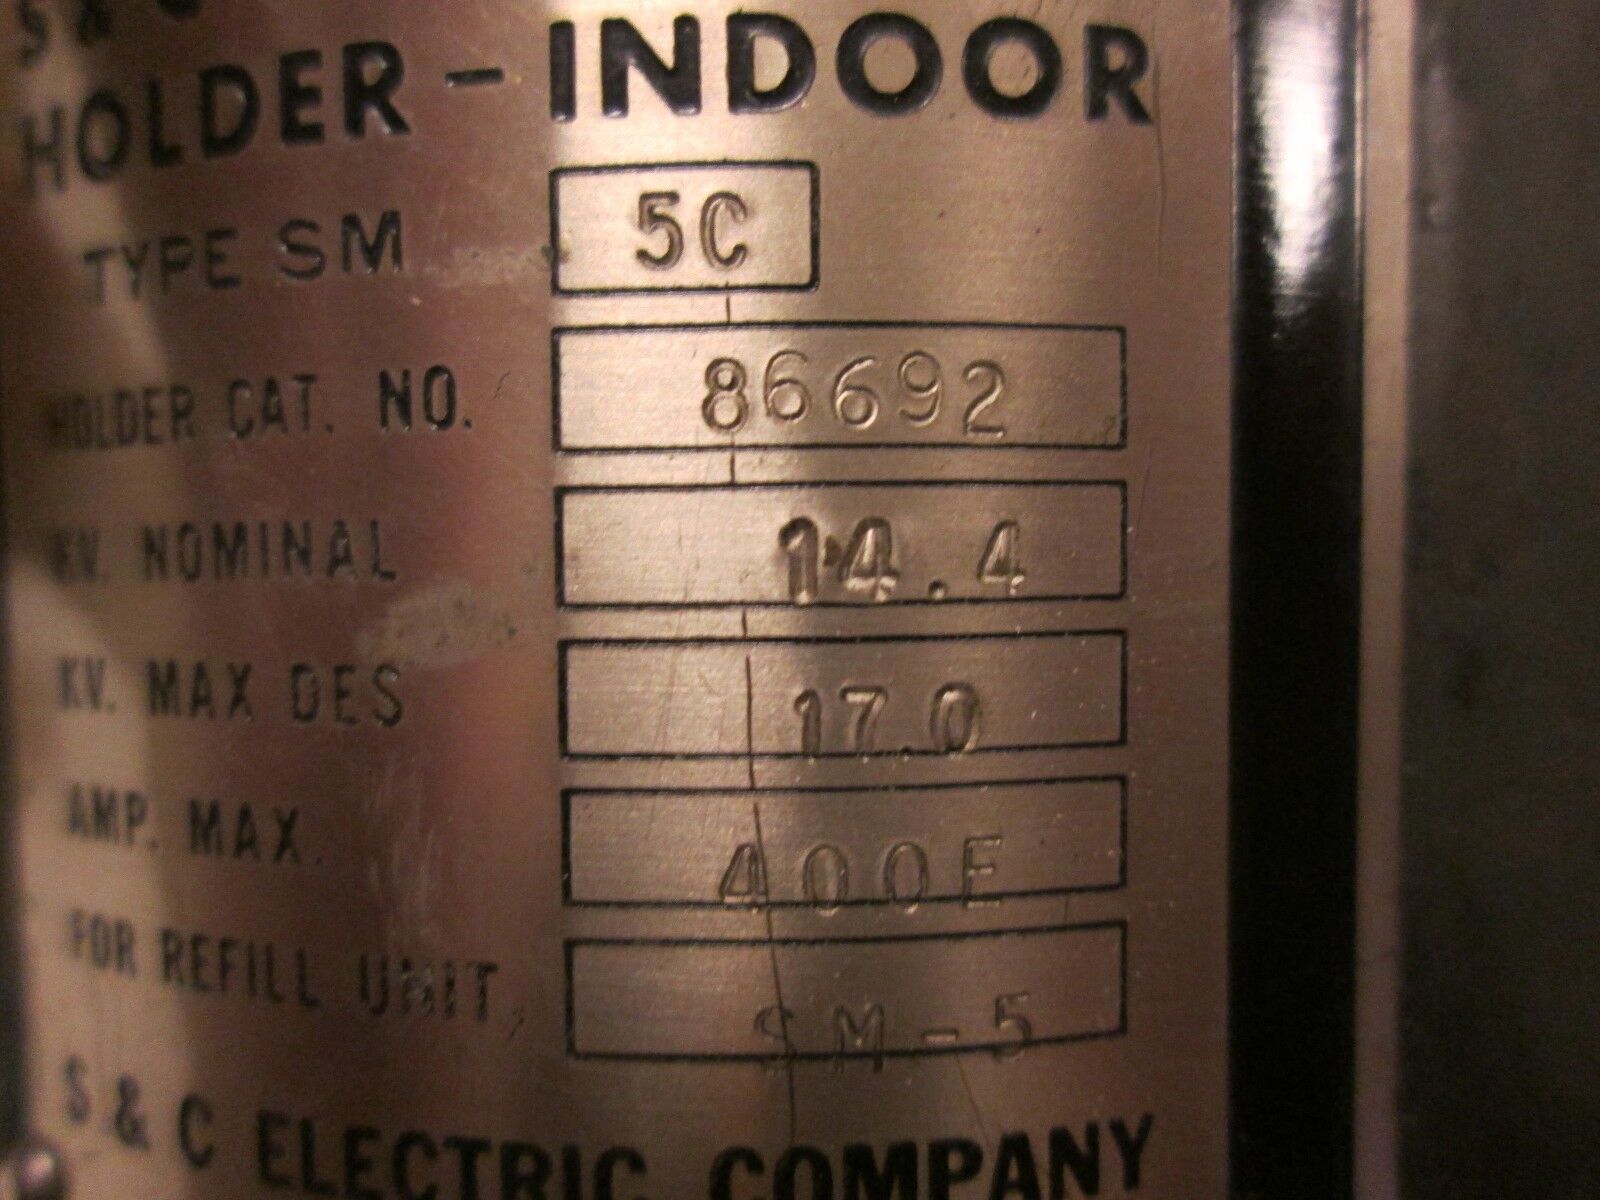 S & C
HOLDER - INDOOR
TYPE SM 5C
HOLDER CAT. NO. 86692
KV. NOMINAL 14.4
KV. MAX DES 17.0
AMP. MAX. 400E
FOR REFILL UNIT SM-5
S & C ELECTRIC COMPANY